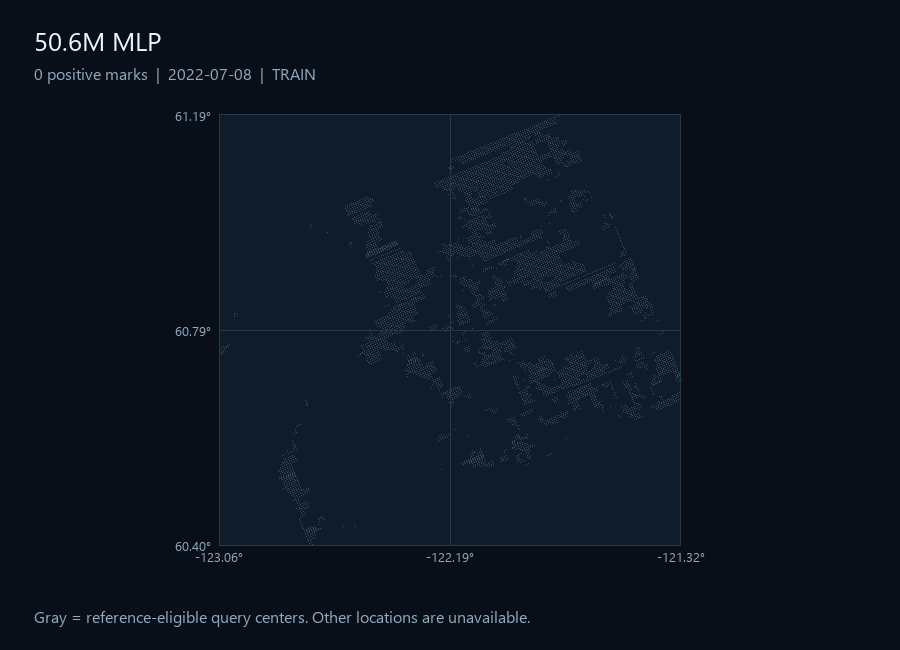 50.6M MLP
0 positive marks | 2022-07-08 | TRAIN
61.19°
60.79°
60.40°
-123.06°
-122.19°
-121.32°
Gray = reference-eligible query centers. Other locations are unavailable.